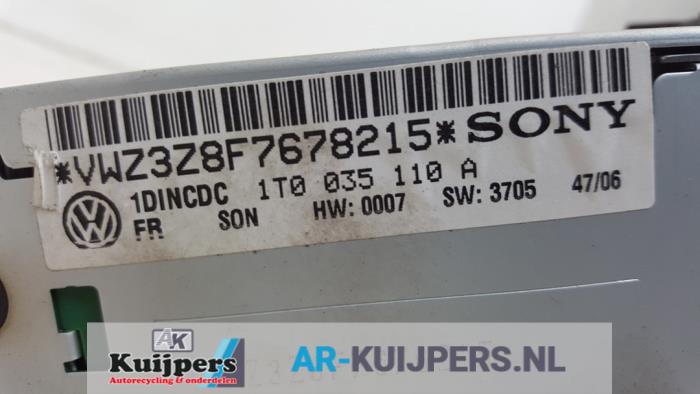 *VWZ3Z8F7678215* SONY
1DINCDC 1T0 035 110 A
FR SON HW: 0007 SW: 3705 47/06
AK
Kuijpers
Autorecycling & onderdelen
AR-KUIJPERS.NL